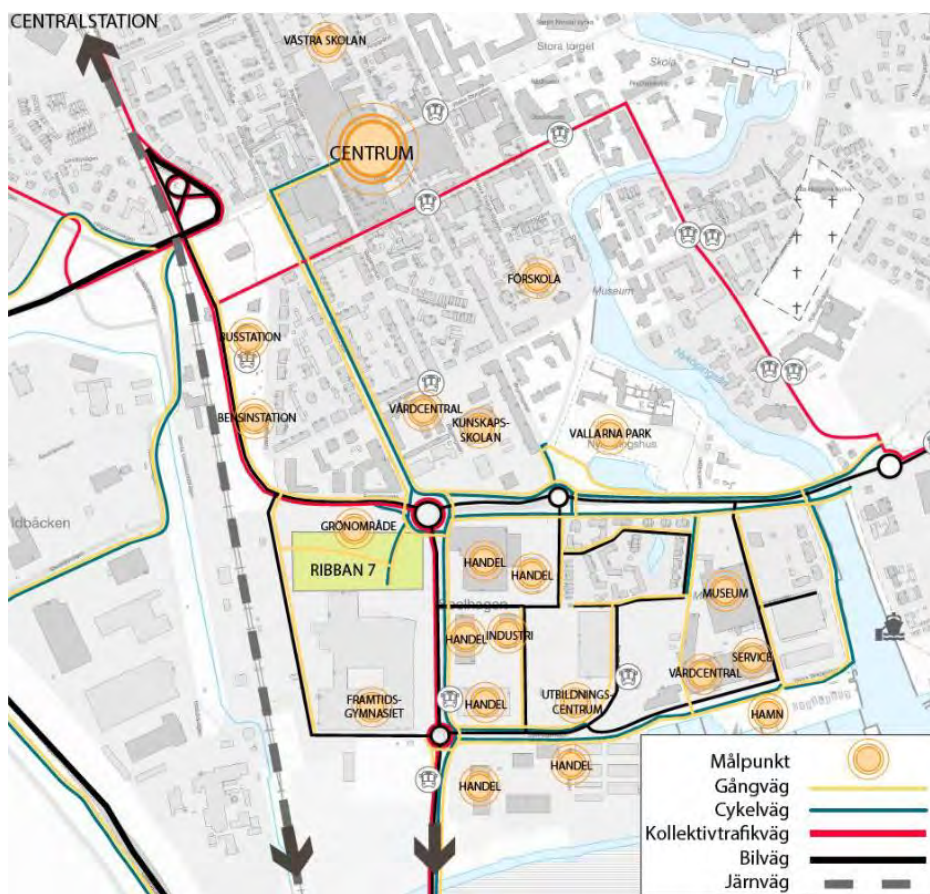 CENTRALSTATION
VÄSTRA SKOLAN
Stora torget
Skola
CENTRUM
FÖRSKOLA
Museum
BUSSTATION
BENSINSTATION
VÅRDCENTRAL
KUNSKAPS-
SKOLAN
VALLARNA PARK
GRÖNOMRÅDE
RIBBAN 7
HANDEL
HANDEL
MUSEUM
HANDEL
INDUSTRI
SERVICE
VÅRDCENTRAL
FRAMTIDS-
GYMNASIET
HANDEL
UTBILDNINGS-
CENTRUM
HAMN
HANDEL
HANDEL
Målpunkt
Gångväg
Cykelväg
Kollektivtrafikväg
Bilväg
Järnväg